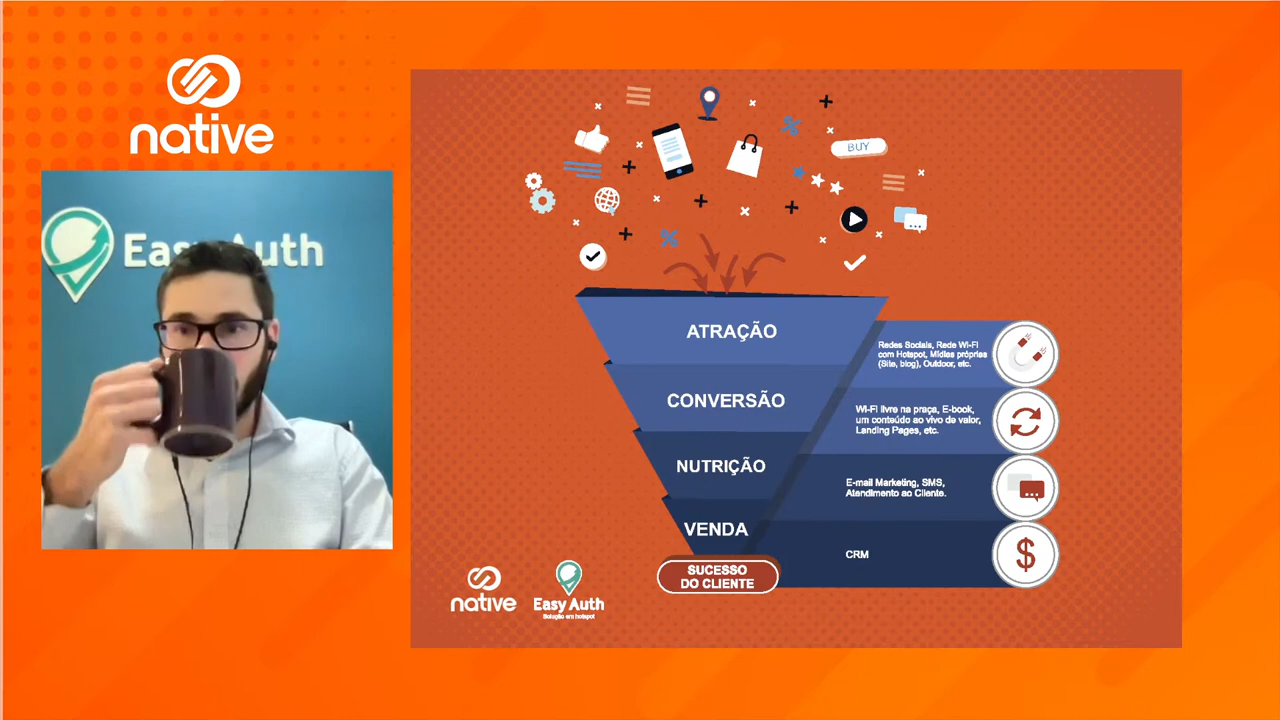 native
Easy Auth
BUY
ATRAÇÃO
Redes Sociais, Rede Wi-Fi
com Hotspot, Mídias próprias
(Site, blog), Outdoor, etc.
CONVERSÃO
Wi-Fi livre na praça, E-book,
um conteúdo ao vivo de valor,
Landing Pages, etc.
NUTRIÇÃO
E-mail Marketing, SMS,
Atendimento ao Cliente.
VENDA
CRM
SUCESSO
DO CLIENTE
native
Easy Auth
Solução em hotspot